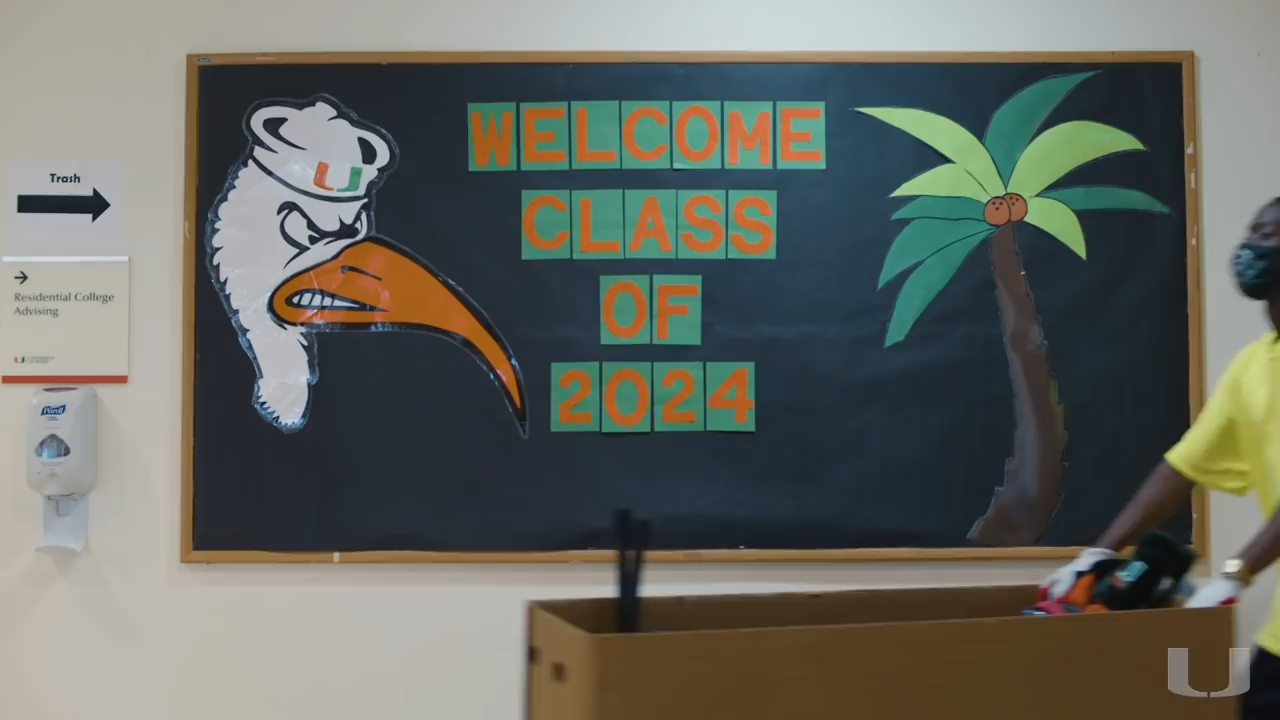 WELCOME
CLASS
OF
2024
U
Trash
Residential College
Advising
U
PURELL
U